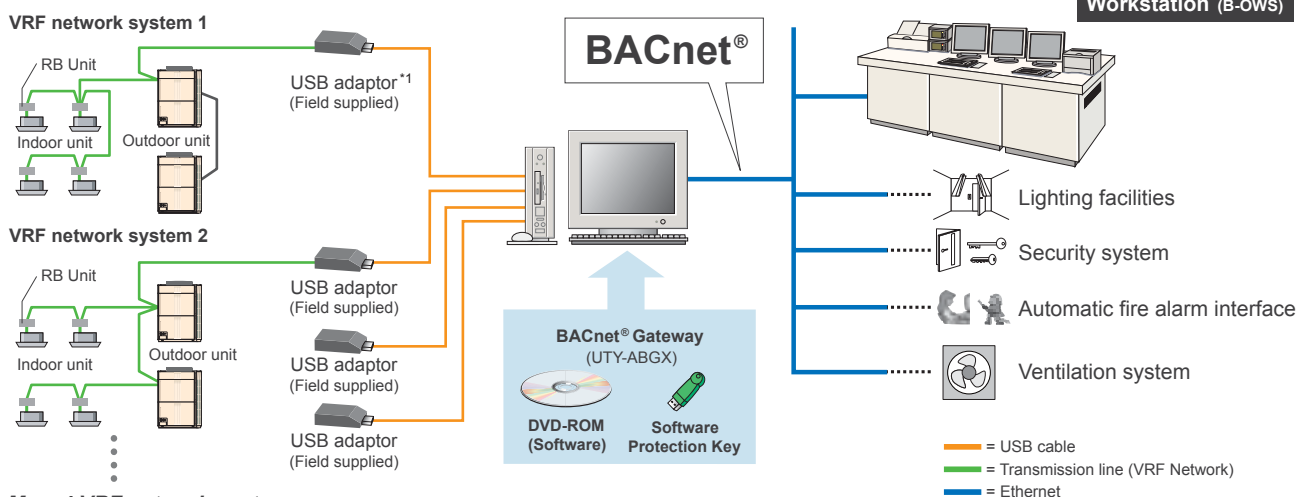 VRF network system 1
RB Unit
Indoor unit
Outdoor unit
USB adaptor*1
(Field supplied)
BACnet®
Workstation (B-OWS)
VRF network system 2
RB Unit
Indoor unit
Outdoor unit
USB adaptor
(Field supplied)
USB adaptor
(Field supplied)
USB adaptor
(Field supplied)
BACnet® Gateway
(UTY-ABGX)
DVD-ROM
(Software)
Software
Protection Key
Lighting facilities
Security system
Automatic fire alarm interface
Ventilation system
= USB cable
= Transmission line (VRF Network)
= Ethernet